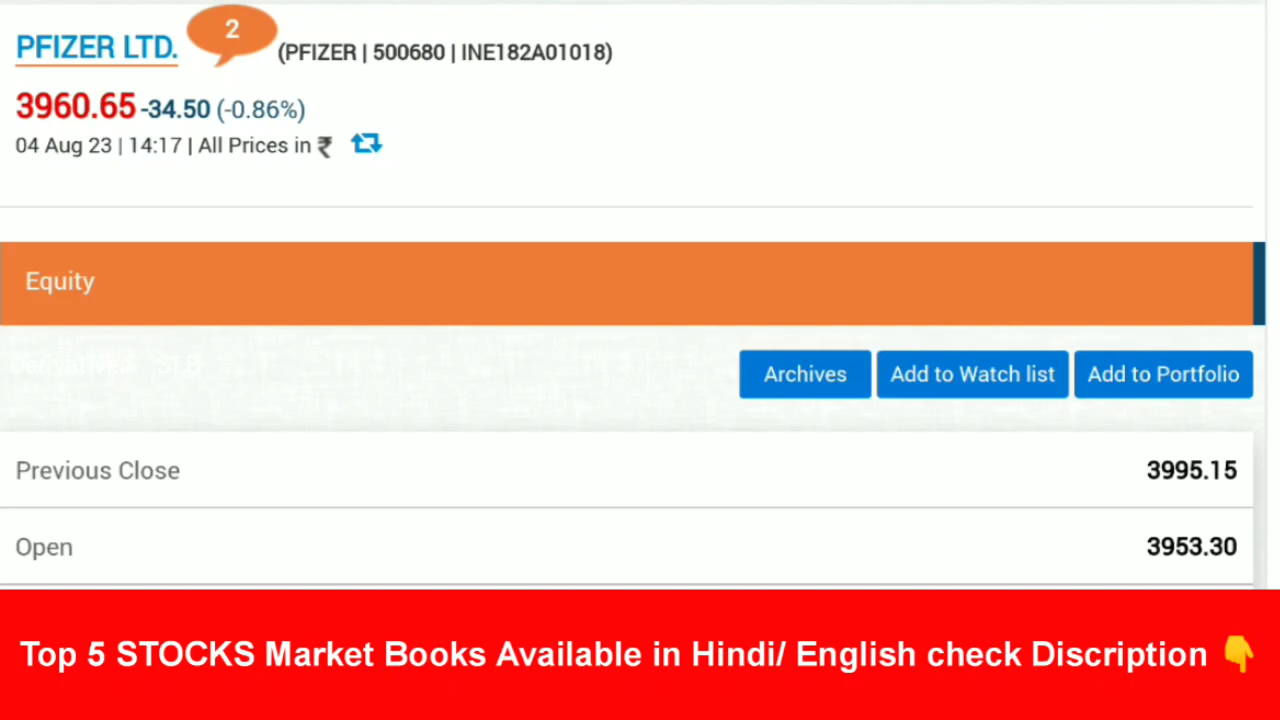 PFIZER LTD. 2 (PFIZER | 500680 | INE182A01018)
3960.65 -34.50 (-0.86%)
04 Aug 23 | 14:17 | All Prices in ₹
Equity
Derivatives STB
Archives Add to Watch list Add to Portfolio
Previous Close 3995.15
Open 3953.30
Top 5 STOCKS Market Books Available in Hindi/ English check Discription 👇